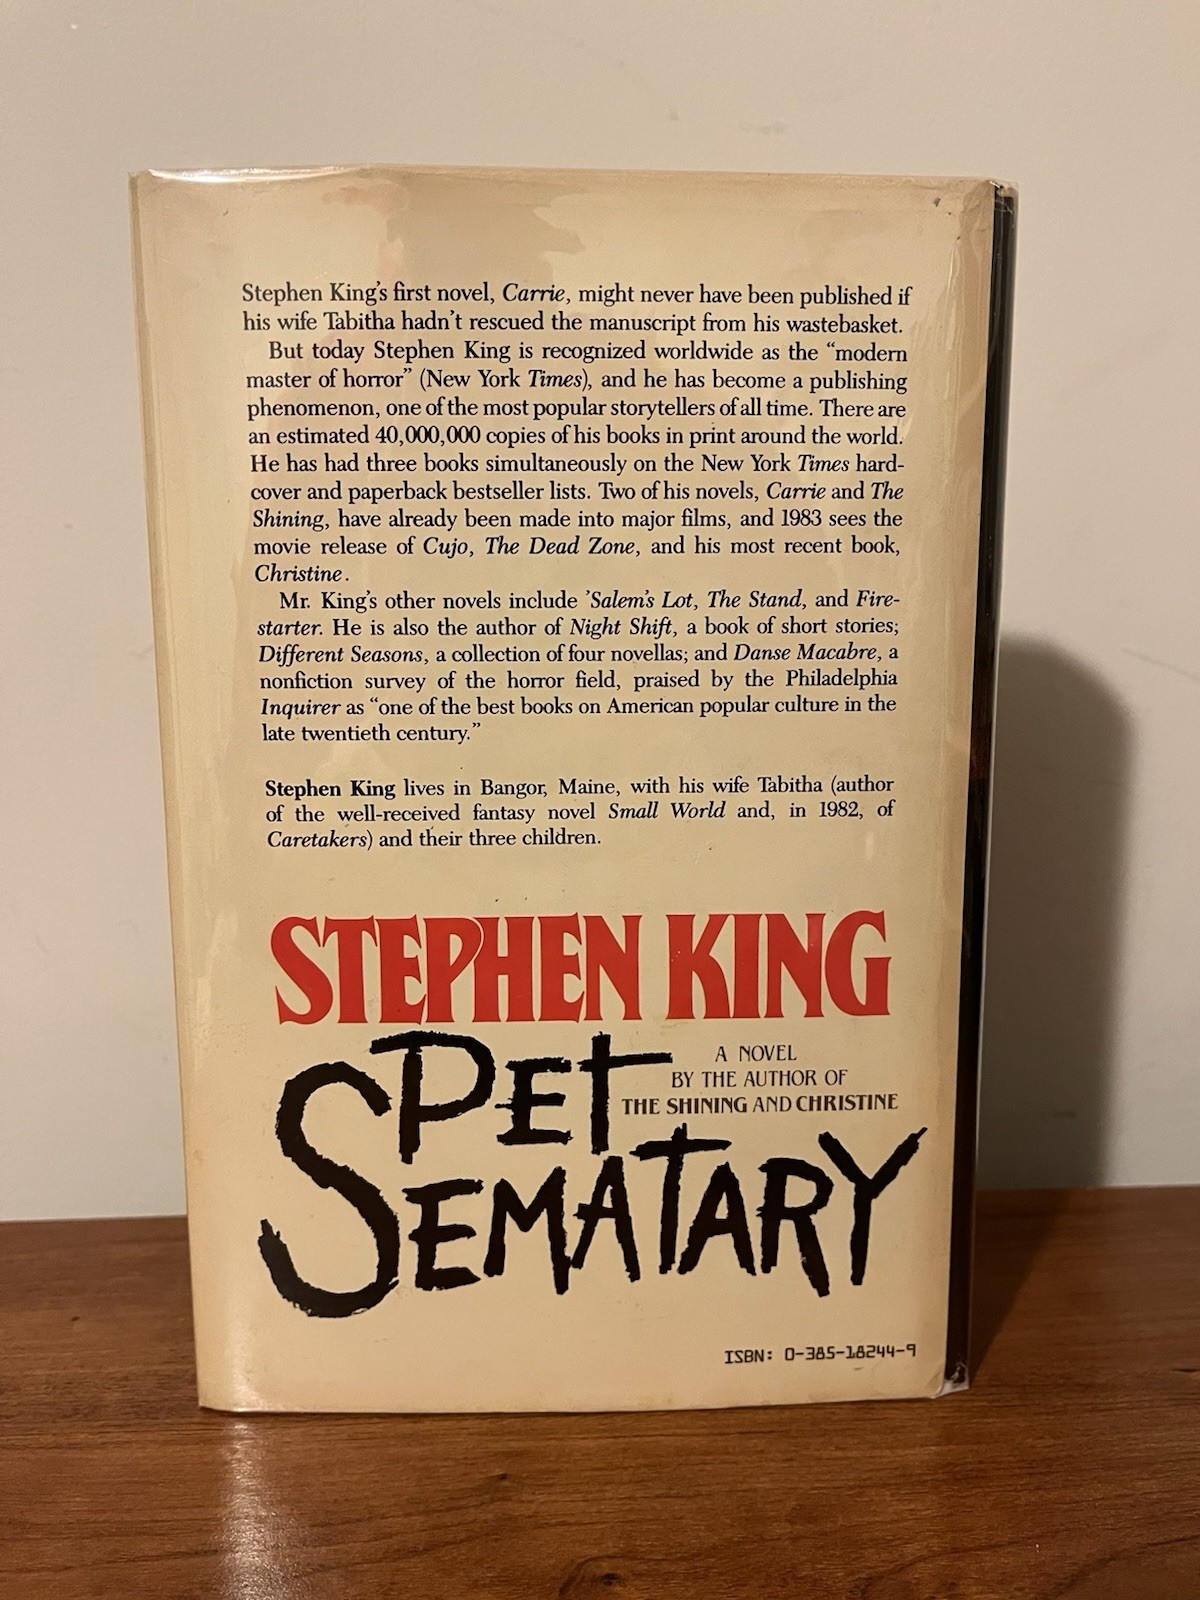 Stephen King's first novel, Carrie, might never have been published if
his wife Tabitha hadn't rescued the manuscript from his wastebasket.
But today Stephen King is recognized worldwide as the "modern
master of horror" (New York Times), and he has become a publishing
phenomenon, one of the most popular storytellers of all time. There are
an estimated 40,000,000 copies of his books in print around the world.
He has had three books simultaneously on the New York Times hard-
cover and paperback bestseller lists. Two of his novels, Carrie and The
Shining, have already been made into major films, and 1983 sees the
movie release of Cujo, The Dead Zone, and his most recent book,
Christine.
Mr. King's other novels include 'Salem's Lot, The Stand, and Fire-
starter. He is also the author of Night Shift, a book of short stories;
Different Seasons, a collection of four novellas; and Danse Macabre, a
nonfiction survey of the horror field, praised by the Philadelphia
Inquirer as "one of the best books on American popular culture in the
late twentieth century."
Stephen King lives in Bangor, Maine, with his wife Tabitha (author
of the well-received fantasy novel Small World and, in 1982, of
Caretakers) and their three children.
STEPHEN KING
PET
A NOVEL
BY THE AUTHOR OF
THE SHINING AND CHRISTINE
SEMATARY
ISBN: 0-385-18244-9